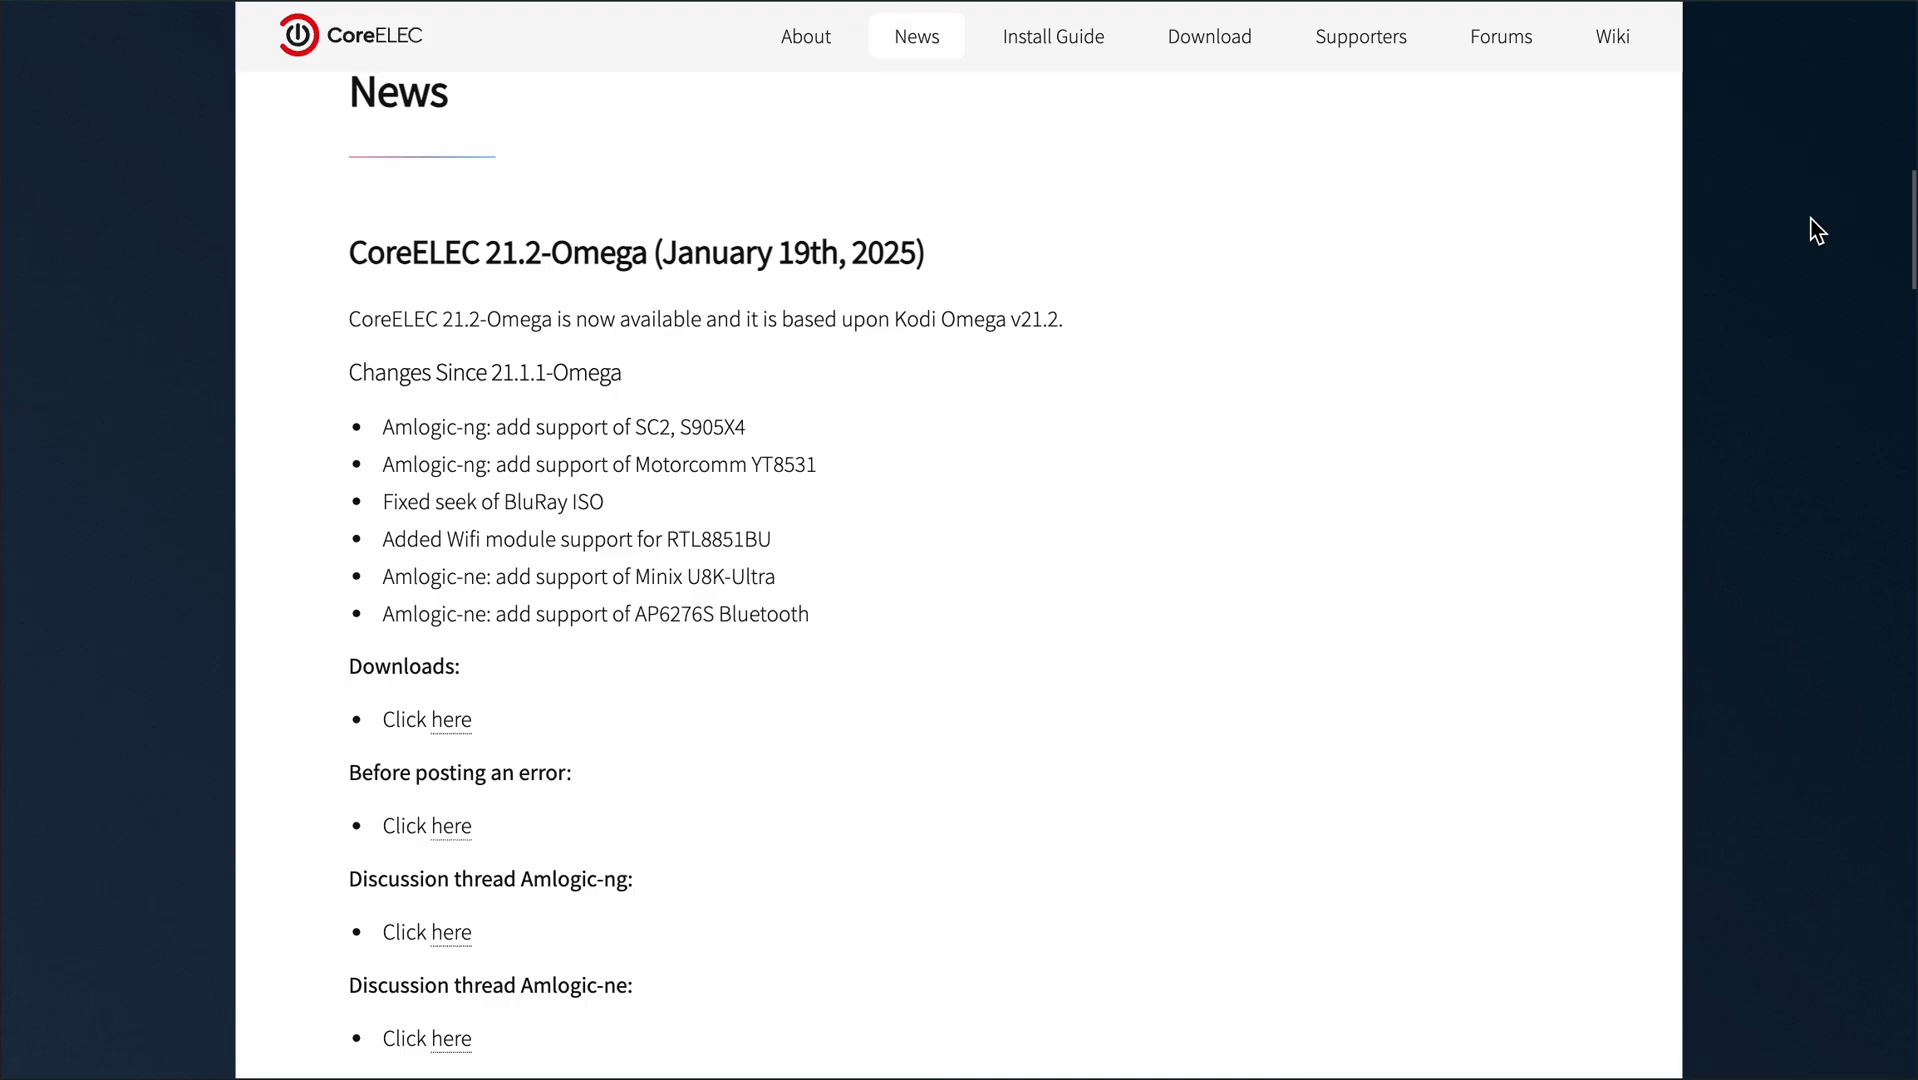 CoreELEC
About
News
Install Guide
Download
Supporters
Forums
Wiki
News
CoreELEC 21.2-Omega (January 19th, 2025)
CoreELEC 21.2-Omega is now available and it is based upon Kodi Omega v21.2.
Changes Since 21.1.1-Omega
• Amlogic-ng: add support of SC2, S905X4
• Amlogic-ng: add support of Motorcomm YT8531
• Fixed seek of BluRay ISO
• Added Wifi module support for RTL8851BU
• Amlogic-ne: add support of Minix U8K-Ultra
• Amlogic-ne: add support of AP6276S Bluetooth
Downloads:
• Click here
Before posting an error:
• Click here
Discussion thread Amlogic-ng:
• Click here
Discussion thread Amlogic-ne:
• Click here